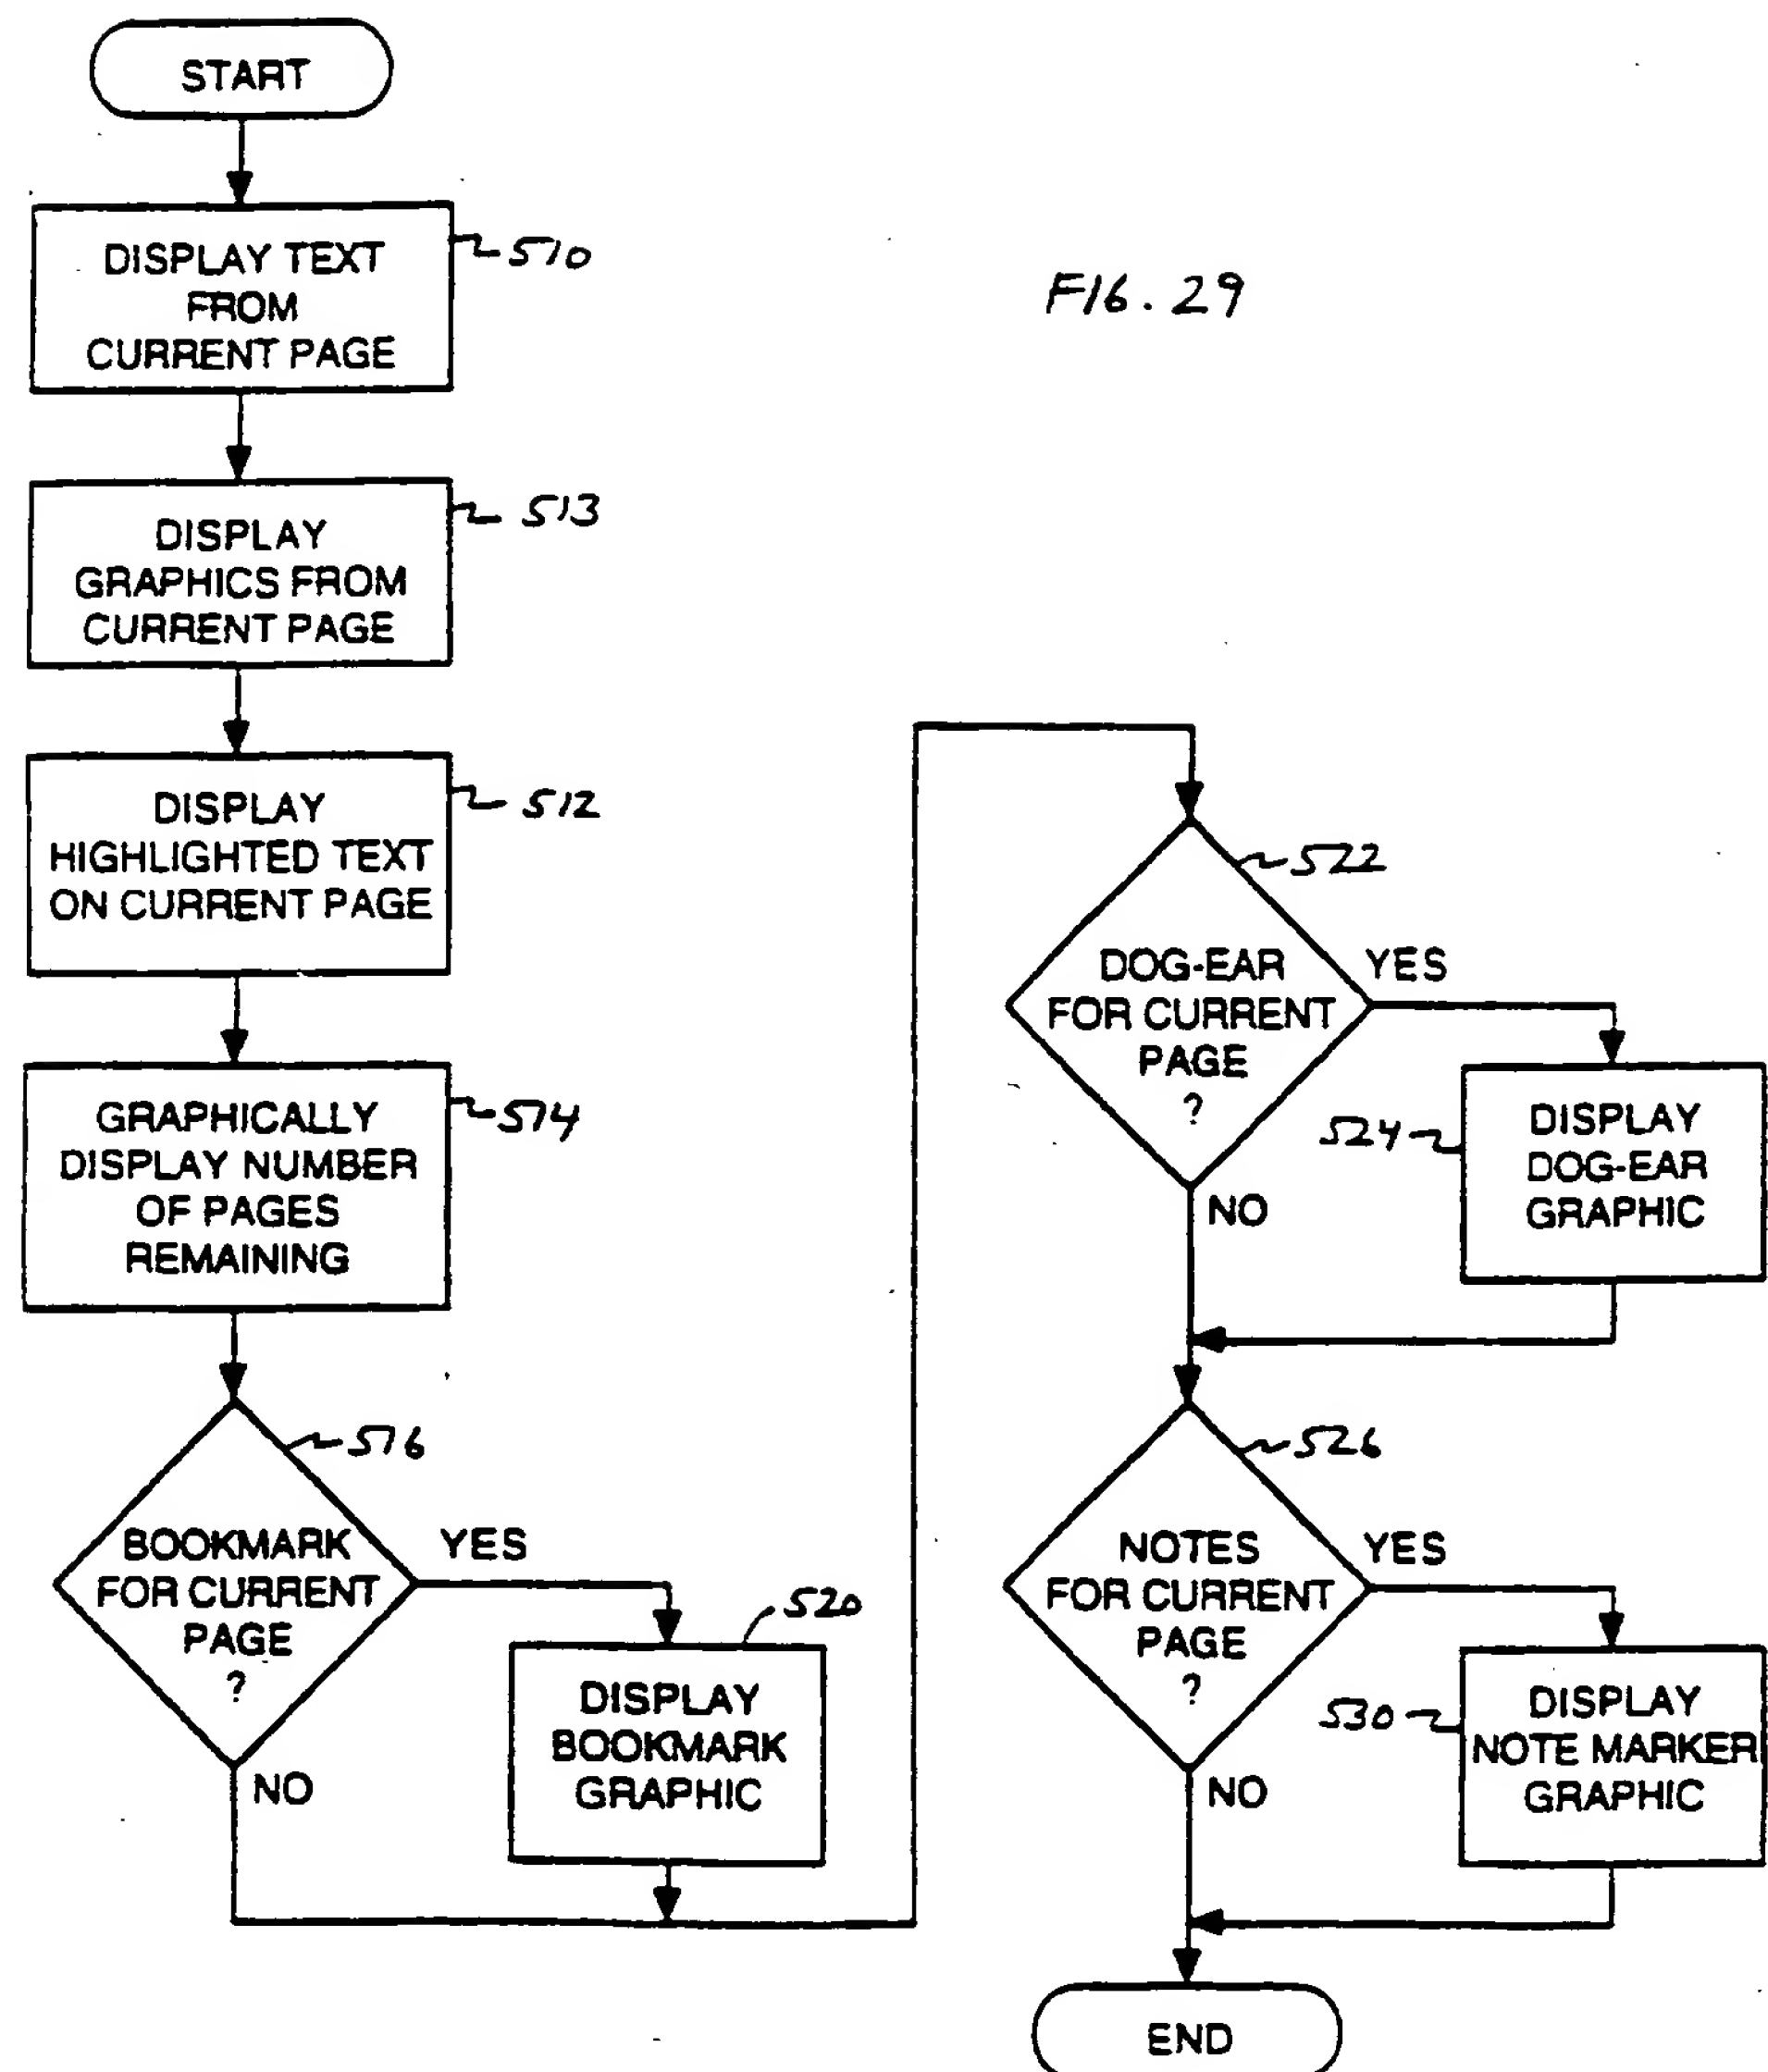 START
DISPLAY TEXT
FROM
CURRENT PAGE
510
FIG. 29
DISPLAY
GRAPHICS FROM
CURRENT PAGE
513
DISPLAY
HIGHLIGHTED TEXT
ON CURRENT PAGE
512
GRAPHICALLY
DISPLAY NUMBER
OF PAGES
REMAINING
514
BOOKMARK
FOR CURRENT
PAGE
?
516
YES
NO
DISPLAY
BOOKMARK
GRAPHIC
520
DOG-EAR
FOR CURRENT
PAGE
?
522
YES
NO
DISPLAY
DOG-EAR
GRAPHIC
524
NOTES
FOR CURRENT
PAGE
?
526
YES
NO
DISPLAY
NOTE MARKER
GRAPHIC
530
END